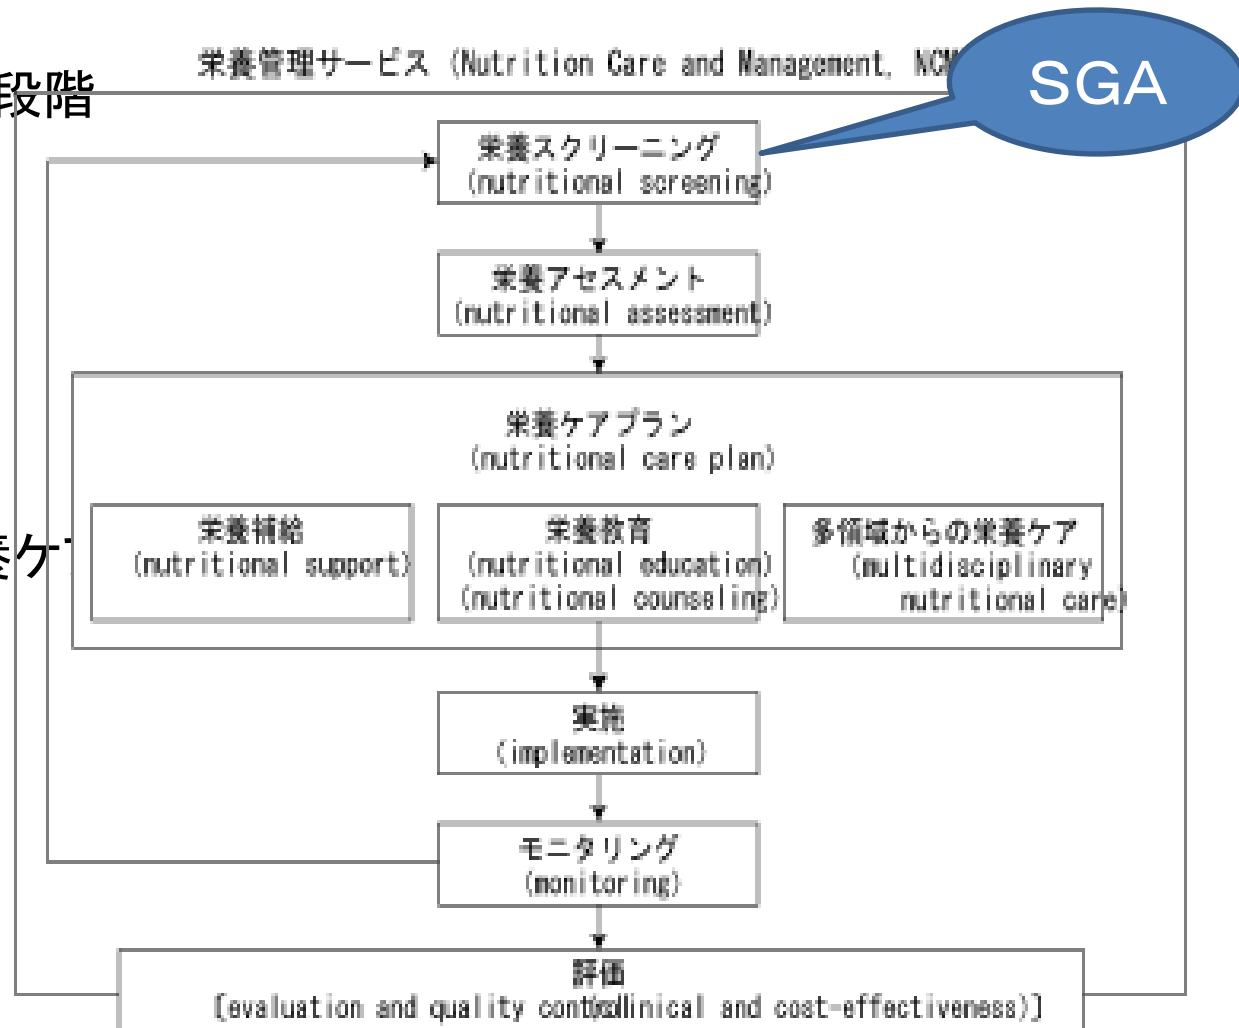 栄養管理サービス (Nutrition Care and Management, NCM
SGA
段階
栄養スクリーニング
(nutritional screening)
栄養アセスメント
(nutritional assessment)
栄養ケアプラン
(nutritional care plan)
栄養補給
(nutritional support)
栄養教育
(nutritional education)
(nutritional counseling)
多領域からの栄養ケア
(multidisciplinary
nutritional care)
養ケ
実施
(implementation)
モニタリング
(monitoring)
評価
[evaluation and quality control(clinical and cost-effectiveness)]